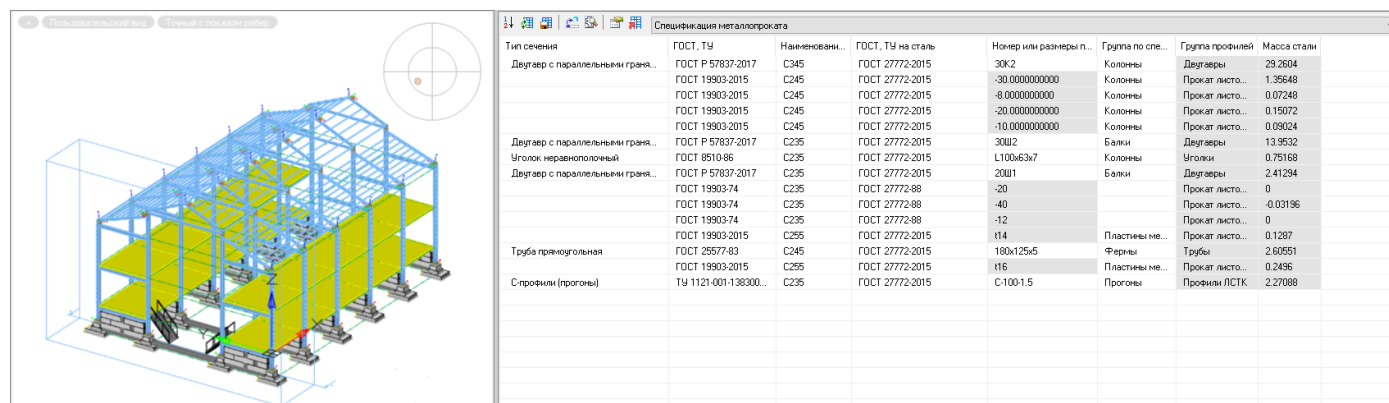 + Пользовательский вид Точный с показом ребер
Спецификация металлопроката
Тип сечения ГОСТ, ТУ Наименовани... ГОСТ, ТУ на сталь Номер или размеры п... Группа по спе... Группа профилей Масса стали
Двутавр с параллельными граня... ГОСТ Р 57837-2017 С345 ГОСТ 27772-2015 30К2 Колонны Двутавры 29.2604
ГОСТ 19903-2015 С245 ГОСТ 27772-2015 -30.0000000000 Колонны Прокат листо... 1.35648
ГОСТ 19903-2015 С245 ГОСТ 27772-2015 -8.0000000000 Колонны Прокат листо... 0.07248
ГОСТ 19903-2015 С245 ГОСТ 27772-2015 -20.0000000000 Колонны Прокат листо... 0.15072
ГОСТ 19903-2015 С245 ГОСТ 27772-2015 -10.0000000000 Колонны Прокат листо... 0.09024
Двутавр с параллельными граня... ГОСТ Р 57837-2017 С235 ГОСТ 27772-2015 30Ш2 Балки Двутавры 13.9532
Уголок неравнополочный ГОСТ 8510-86 С235 ГОСТ 27772-2015 L100x63x7 Колонны Уголки 0.75168
Двутавр с параллельными граня... ГОСТ Р 57837-2017 С235 ГОСТ 27772-2015 20Ш1 Балки Двутавры 2.41294
ГОСТ 19903-74 С235 ГОСТ 27772-88 -20 Прокат листо... 0
ГОСТ 19903-74 С235 ГОСТ 27772-88 -40 Прокат листо... -0.03196
ГОСТ 19903-74 С235 ГОСТ 27772-88 -12 Прокат листо... 0
ГОСТ 19903-2015 С255 ГОСТ 27772-2015 t14 Пластины ме... Прокат листо... 0.1287
Труба прямоугольная ГОСТ 25577-83 С245 ГОСТ 27772-2015 180x125x5 Фермы Трубы 2.60551
ГОСТ 19903-2015 С255 ГОСТ 27772-2015 t16 Пластины ме... Прокат листо... 0.2496
С-профили (прогоны) ТУ 1121-001-138300... С235 ГОСТ 27772-2015 С-100-1.5 Прогоны Профили ЛСТК 2.27088
Z
X
Y